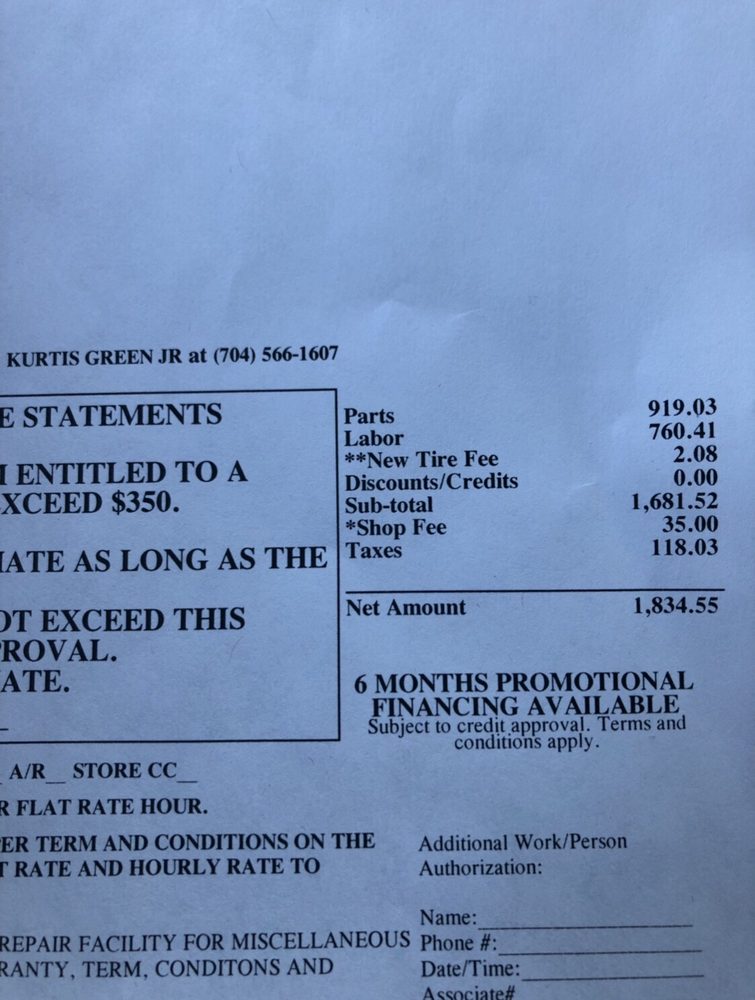 KURTIS GREEN JR at (704) 566-1607
E STATEMENTS
I ENTITLED TO A
XCEED $350.
IATE AS LONG AS THE
OT EXCEED THIS
PROVAL.
ATE.
Parts 919.03
Labor 760.41
**New Tire Fee 2.08
Discounts/Credits 0.00
Sub-total 1,681.52
*Shop Fee 35.00
Taxes 118.03
Net Amount 1,834.55
6 MONTHS PROMOTIONAL
FINANCING AVAILABLE
Subject to credit approval. Terms and
conditions apply.
A/R__ STORE CC__
R FLAT RATE HOUR.
ER TERM AND CONDITIONS ON THE
T RATE AND HOURLY RATE TO
REPAIR FACILITY FOR MISCELLANEOUS
RANTY, TERM, CONDITONS AND
Additional Work/Person
Authorization:
Name:
Phone #:
Date/Time:
Associate#